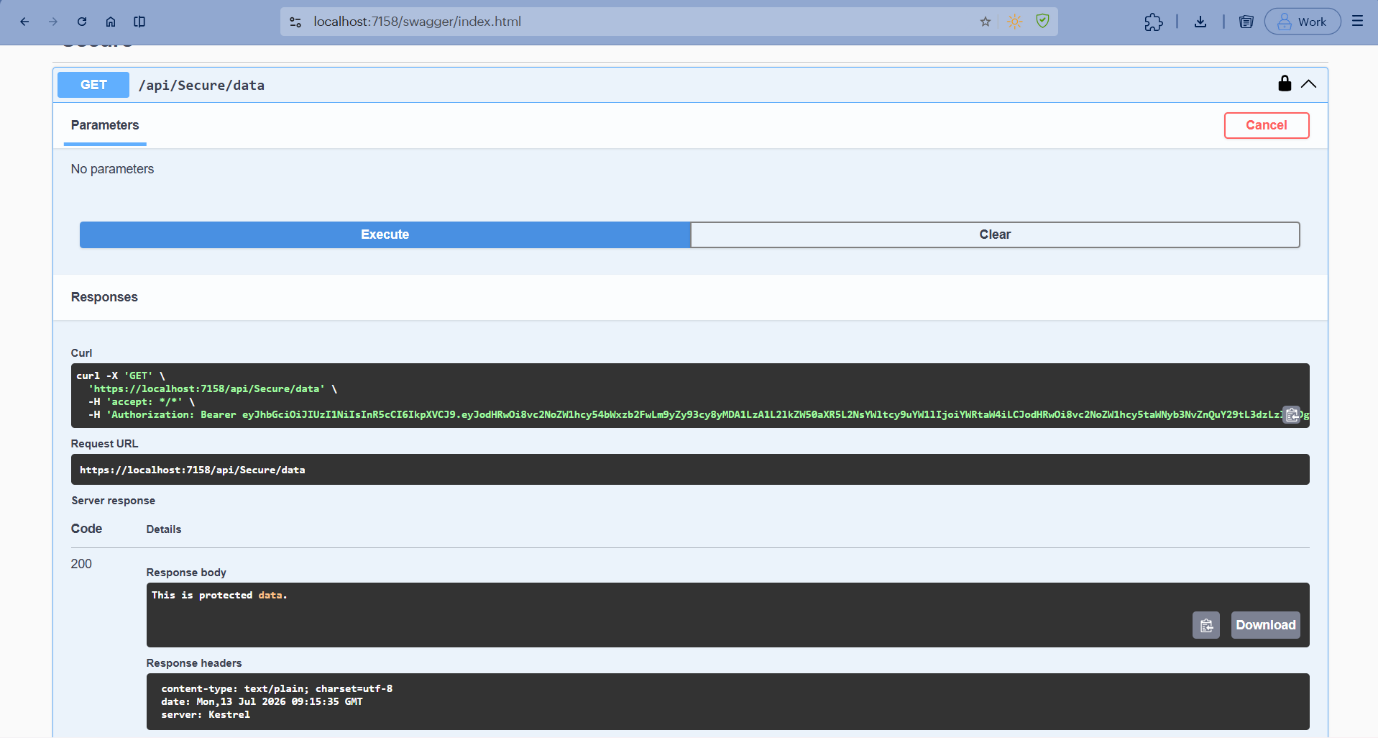 localhost:7158/swagger/index.html
Work
Secure
GET /api/Secure/data
Parameters
Cancel
No parameters
Execute
Clear
Responses
Curl
curl -X 'GET' \
'https://localhost:7158/api/Secure/data' \
-H 'accept: */*' \
-H 'Authorization: Bearer
Request URL
https://localhost:7158/api/Secure/data
Server response
Code Details
200
Response body
This is protected data.
Download
Response headers
content-type: text/plain; charset=utf-8
date: Mon,13 Jul 2026 09:15:35 GMT
server: Kestrel